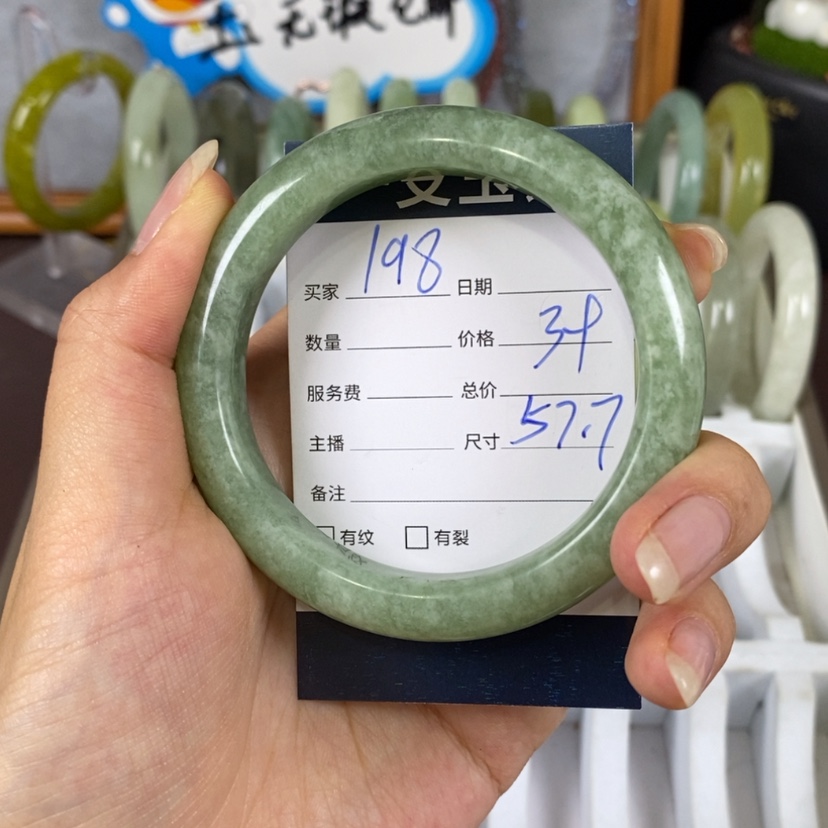 买家 198 日期
数量 价格 34
服务费 总价
主播 尺寸 57.7
备注
有纹 有裂